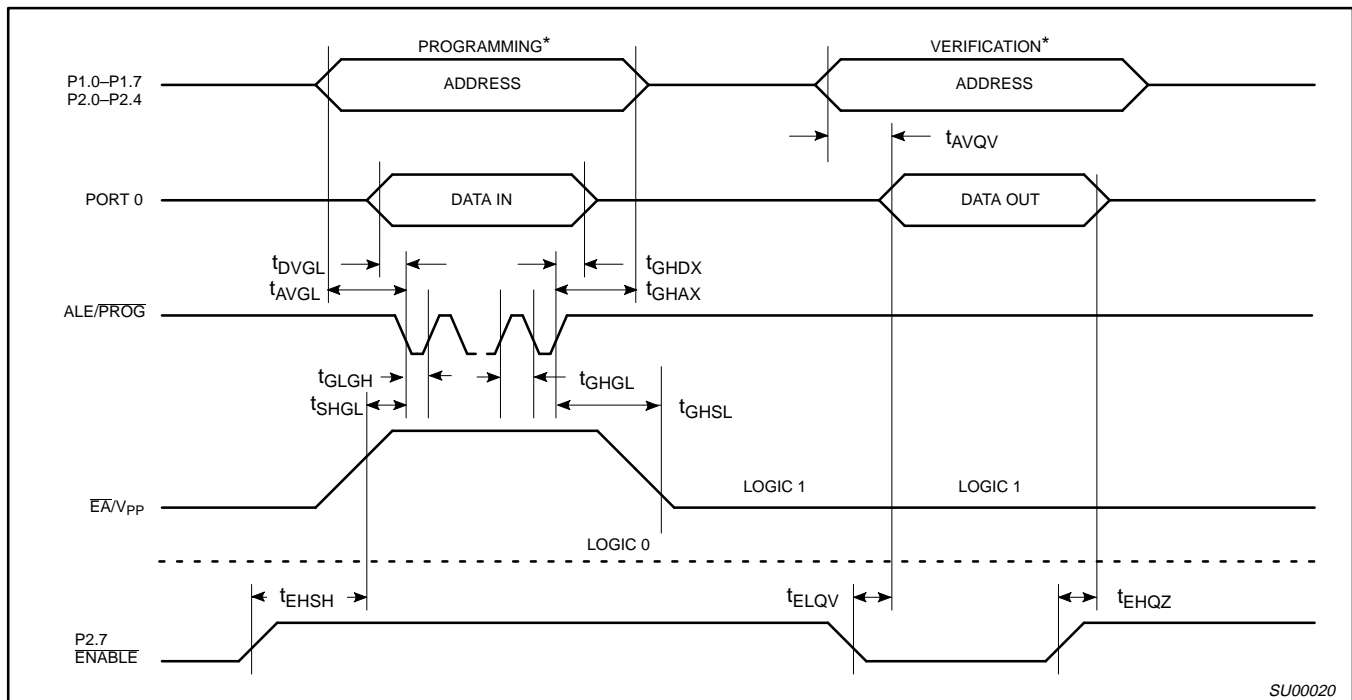 PROGRAMMING*
VERIFICATION*
P1.0–P1.7
P2.0–P2.4
ADDRESS
ADDRESS
tAVQV
PORT 0
DATA IN
DATA OUT
tDVGL
tGHDX
tAVGL
tGHAX
ALE/PROG
tGLGH
tGHGL
tSHGL
tGHSL
EA/VPP
LOGIC 1
LOGIC 1
LOGIC 0
tEHSH
tELQV
tEHQZ
P2.7
ENABLE
SU00020